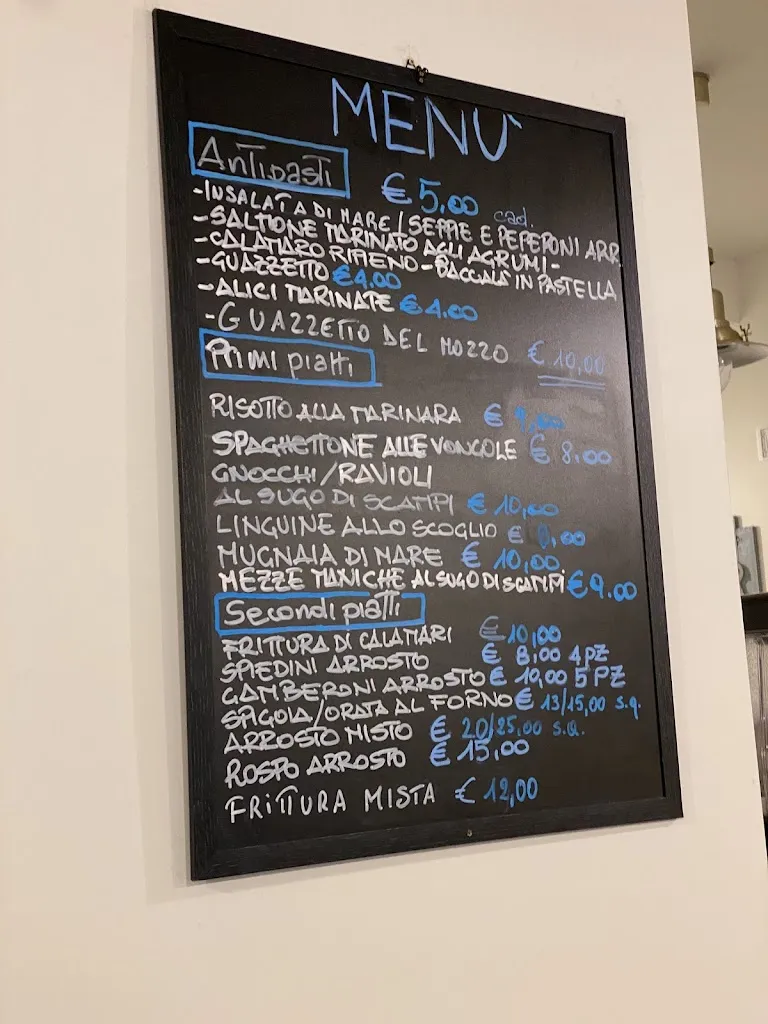 MENU`
Antipasti € 5.00 cad.
-INSALATA DI MARE / SEPPIE E PEPERONI ARR.
-SALMONE MARINATO AGLI AGRUMI-
-CALAMARO RIPIENO - BACCALÀ IN PASTELLA
-GUAZZETTO € 4.00
-ALICI MARINATE € 4.00
-GUAZZETTO DEL MOZZO € 10,00
Primi piatti
RISOTTO ALLA MARINARA €
SPAGHETTONE ALLE VONGOLE € 8.00
GNOCCHI/RAVIOLI
AL SUGO DI SCAMPI € 10,00
LINGUINE ALLO SCOGLIO €
MUGNAIA DI MARE € 10,00
MEZZE MANICHE AL SUGO DI SCAMPI € 9.00
Secondi piatti
FRITTURA DI CALAMARI € 10,00
SPIEDINI ARROSTO € 8,00 4 PZ
GAMBERONI ARROSTO € 10,00 5 PZ
SPIGOLA/ORATA AL FORNO € 13/15,00 s.q.
ARROSTO MISTO € 20/25,00 s.q.
ROSPO ARROSTO € 15,00
FRITTURA MISTA € 12,00